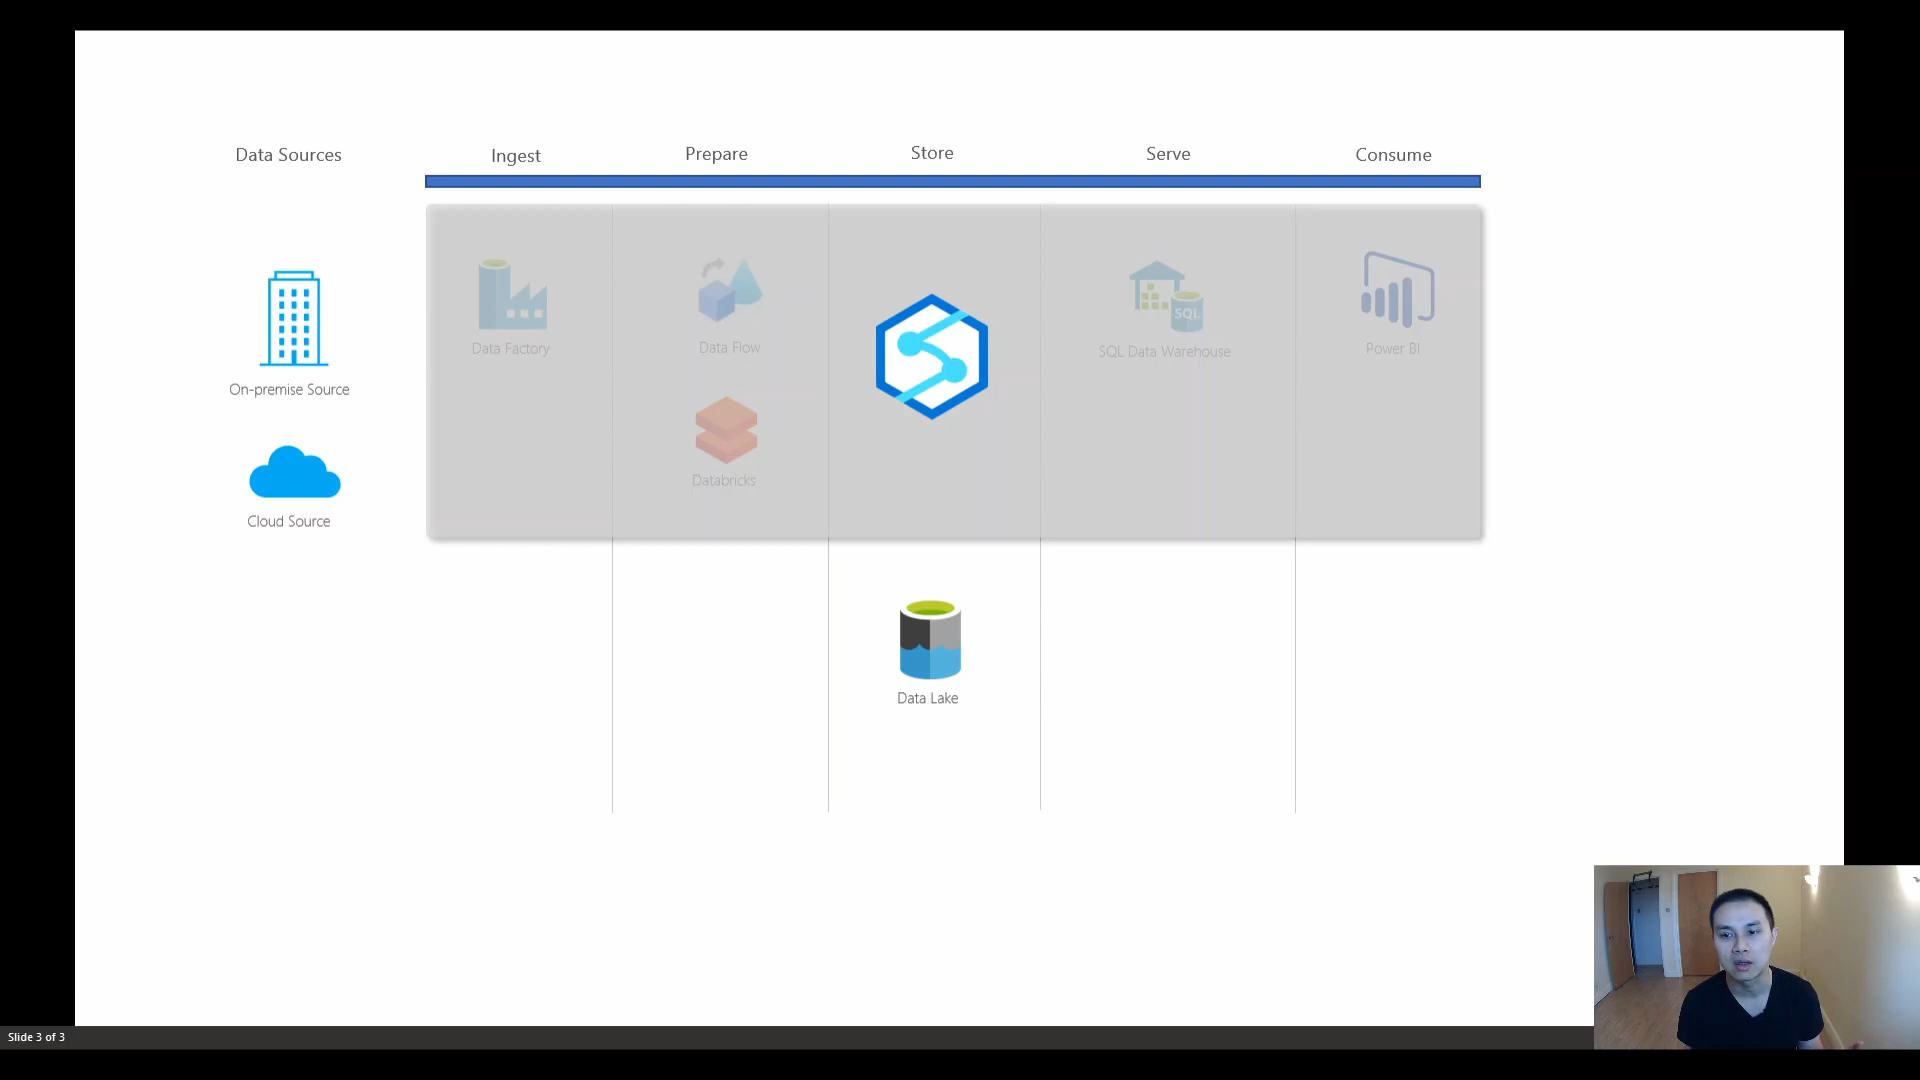 Data Sources
Ingest
Prepare
Store
Serve
Consume
Data Factory
Data Flow
SQL
SQL Data Warehouse
Power BI
On-premise Source
Databricks
Cloud Source
Data Lake
Slide 3 of 3